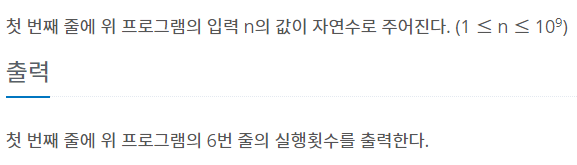 첫 번째 줄에 위 프로그램의 입력 n의 값이 자연수로 주어진다. (1 ≤ n ≤ 10⁹)
출력
첫 번째 줄에 위 프로그램의 6번 줄의 실행횟수를 출력한다.